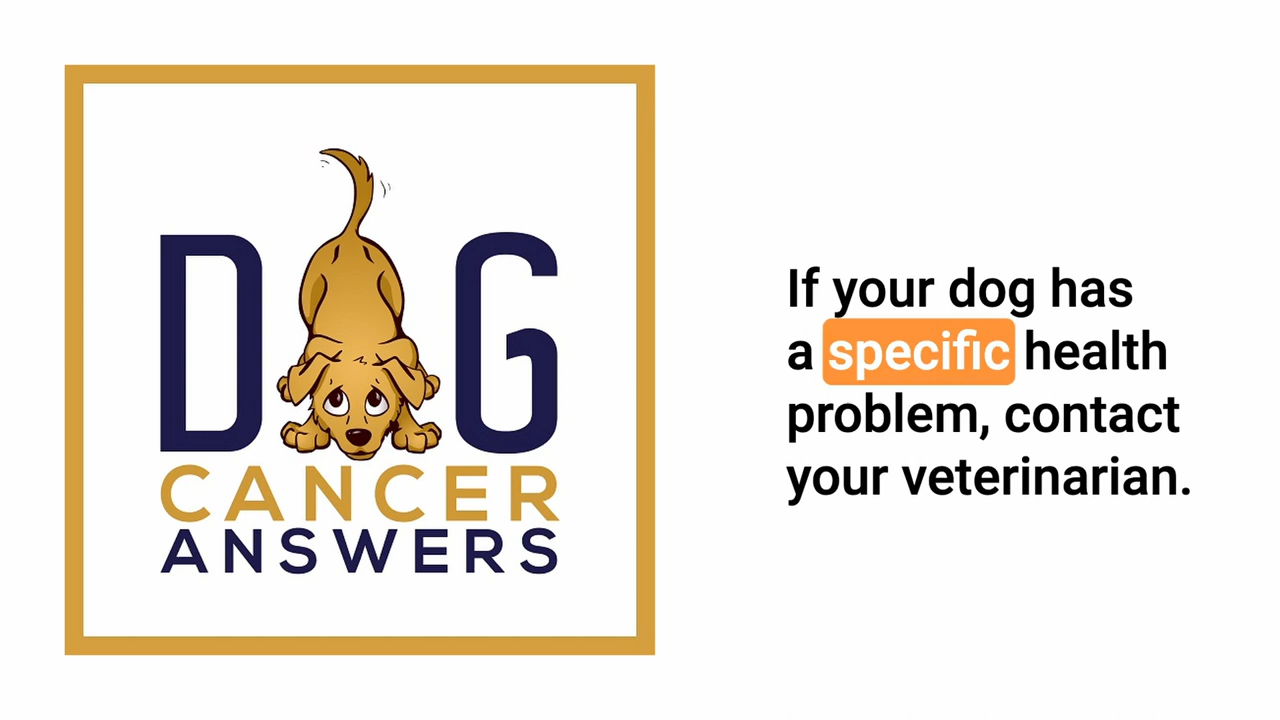 DOG
CANCER
ANSWERS
If your dog has
a specific health
problem, contact
your veterinarian.